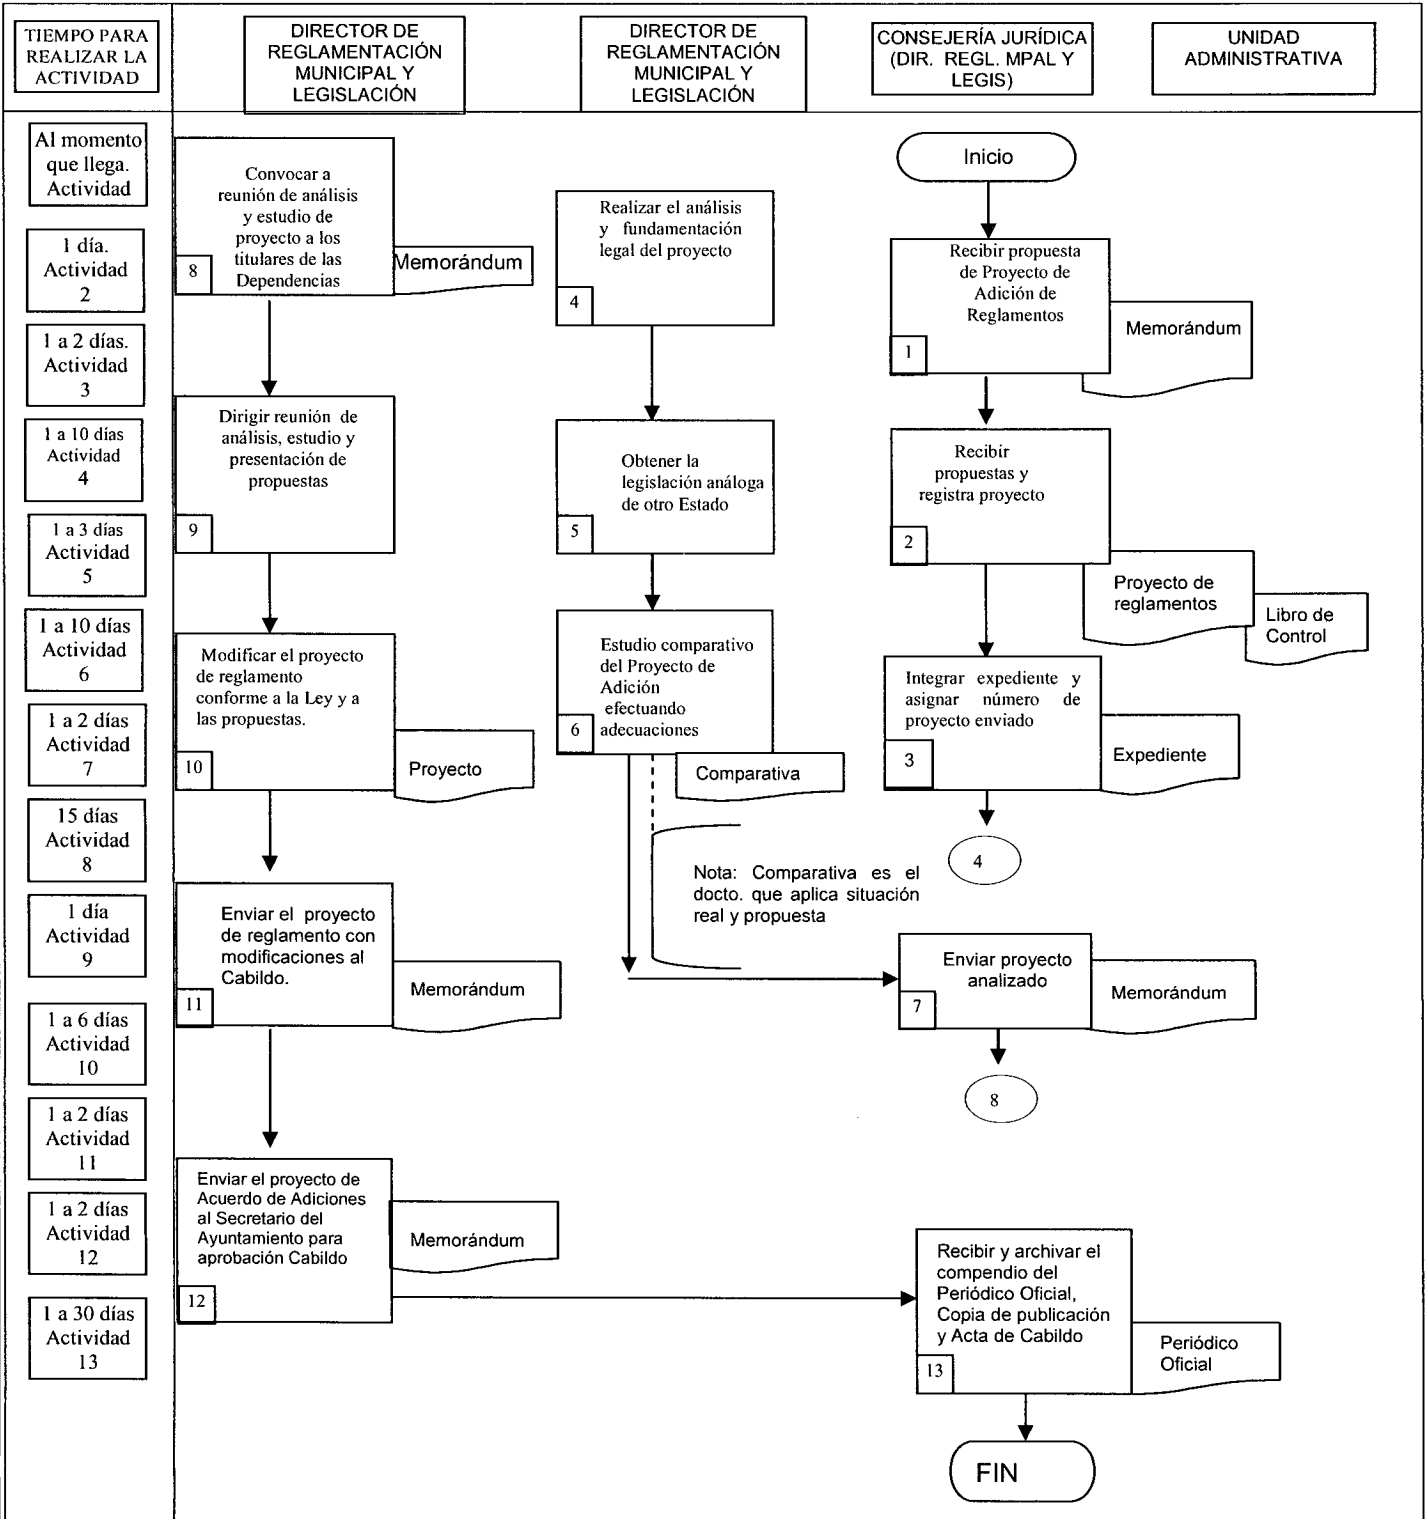 TIEMPO PARA
REALIZAR LA
ACTIVIDAD
DIRECTOR DE
REGLAMENTACIÓN
MUNICIPAL Y
LEGISLACIÓN
DIRECTOR DE
REGLAMENTACIÓN
MUNICIPAL Y
LEGISLACIÓN
CONSEJERÍA JURÍDICA
(DIR. REGL. MPAL Y
LEGIS)
UNIDAD
ADMINISTRATIVA
Al momento
que llega.
Actividad
1 día.
Actividad
2
1 a 2 días.
Actividad
3
1 a 10 días
Actividad
4
1 a 3 días
Actividad
5
1 a 10 días
Actividad
6
1 a 2 días
Actividad
7
15 días
Actividad
8
1 día
Actividad
9
1 a 6 días
Actividad
10
1 a 2 días
Actividad
11
1 a 2 días
Actividad
12
1 a 30 días
Actividad
13
Convocar a
reunión de análisis
y estudio de
proyecto a los
titulares de las
Dependencias
8
Memorándum
Dirigir reunión de
análisis, estudio y
presentación de
propuestas
9
Modificar el proyecto
de reglamento
conforme a la Ley y a
las propuestas.
10
Proyecto
Enviar el proyecto
de reglamento con
modificaciones al
Cabildo.
11
Memorándum
Enviar el proyecto de
Acuerdo de Adiciones
al Secretario del
Ayuntamiento para
aprobación Cabildo
12
Memorándum
Realizar el análisis
y fundamentación
legal del proyecto
4
Obtener la
legislación análoga
de otro Estado
5
Estudio comparativo
del Proyecto de
Adición
efectuando
adecuaciones
6
Comparativa
Nota: Comparativa es el
docto. que aplica situación
real y propuesta
Inicio
Recibir propuesta
de Proyecto de
Adición de
Reglamentos
1
Memorándum
Recibir
propuestas y
registra proyecto
2
Proyecto de
reglamentos
Libro de
Control
Integrar expediente y
asignar número de
proyecto enviado
3
Expediente
4
Enviar proyecto
analizado
7
Memorándum
8
Recibir y archivar el
compendio del
Periódico Oficial,
Copia de publicación
y Acta de Cabildo
13
Periódico
Oficial
FIN